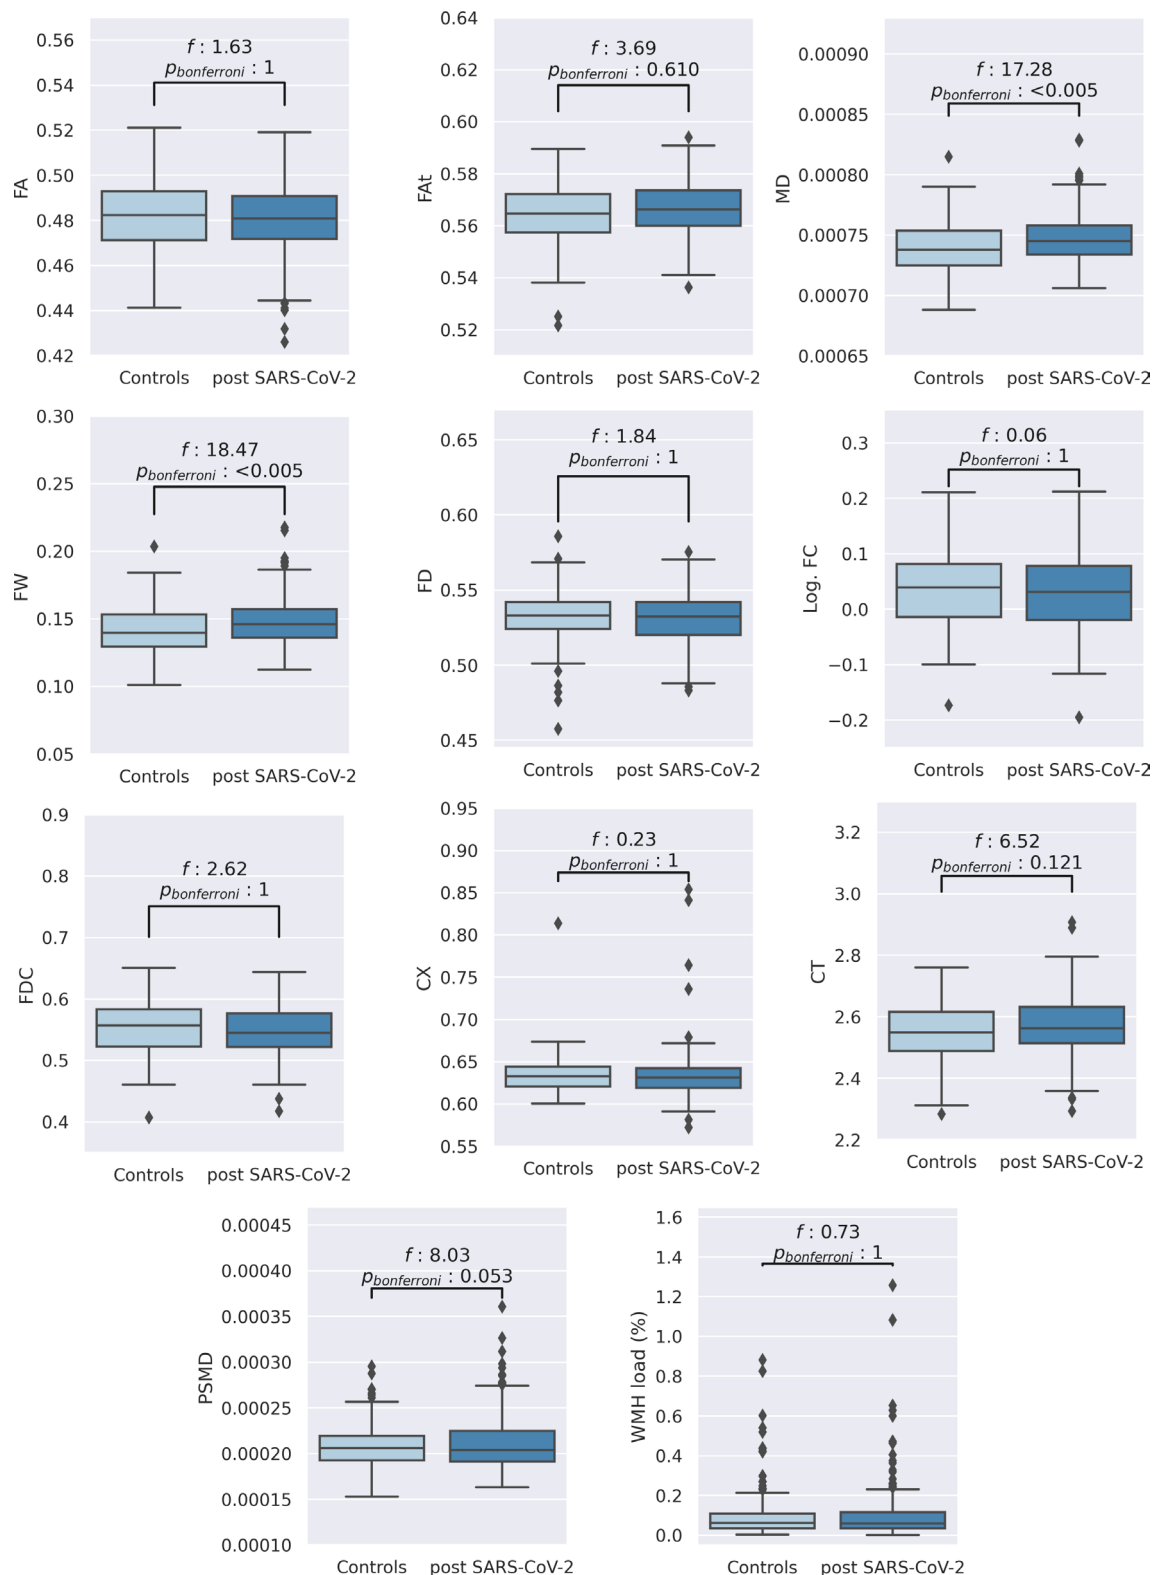 f : 1.63
p_bonferroni : 1
0.56
0.54
0.52
0.50
0.48
0.46
0.44
0.42
FA
Controls post SARS-CoV-2
f : 3.69
p_bonferroni : 0.610
0.64
0.62
0.60
0.58
0.56
0.54
0.52
FAt
Controls post SARS-CoV-2
f : 17.28
p_bonferroni : <0.005
0.00090
0.00085
0.00080
0.00075
0.00070
0.00065
MD
Controls post SARS-CoV-2
f : 18.47
p_bonferroni : <0.005
0.30
0.25
0.20
0.15
0.10
0.05
FW
Controls post SARS-CoV-2
f : 1.84
p_bonferroni : 1
0.65
0.60
0.55
0.50
0.45
FD
Controls post SARS-CoV-2
f : 0.06
p_bonferroni : 1
0.3
0.2
0.1
0.0
−0.1
−0.2
Log. FC
Controls post SARS-CoV-2
f : 2.62
p_bonferroni : 1
0.9
0.8
0.7
0.6
0.5
0.4
FDC
Controls post SARS-CoV-2
f : 0.23
p_bonferroni : 1
0.95
0.90
0.85
0.80
0.75
0.70
0.65
0.60
0.55
CX
Controls post SARS-CoV-2
f : 6.52
p_bonferroni : 0.121
3.2
3.0
2.8
2.6
2.4
2.2
CT
Controls post SARS-CoV-2
f : 8.03
p_bonferroni : 0.053
0.00045
0.00040
0.00035
0.00030
0.00025
0.00020
0.00015
0.00010
PSMD
Controls post SARS-CoV-2
f : 0.73
p_bonferroni : 1
1.6
1.4
1.2
1.0
0.8
0.6
0.4
0.2
0.0
WMH load (%)
Controls post SARS-CoV-2